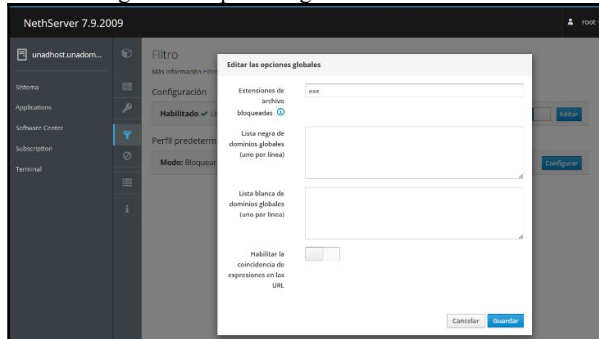 NethServer 7.9.2009
root
unadhost.unadom...
Sistema
Applications
Software Center
Subscription
Terminal
Filtro
Más información Filtro
Configuración
Habilitado
Editar
Perfil predeterm
Modo: Bloquear
Configurar
Editar las opciones globales
Extensiones de
archivo
bloqueadas
exe
Lista negra de
dominios globales
(uno por línea)
Lista blanca de
dominios globales
(uno por línea)
Habilitar la
coincidencia de
expresiones en las
URL
Cancelar
Guardar